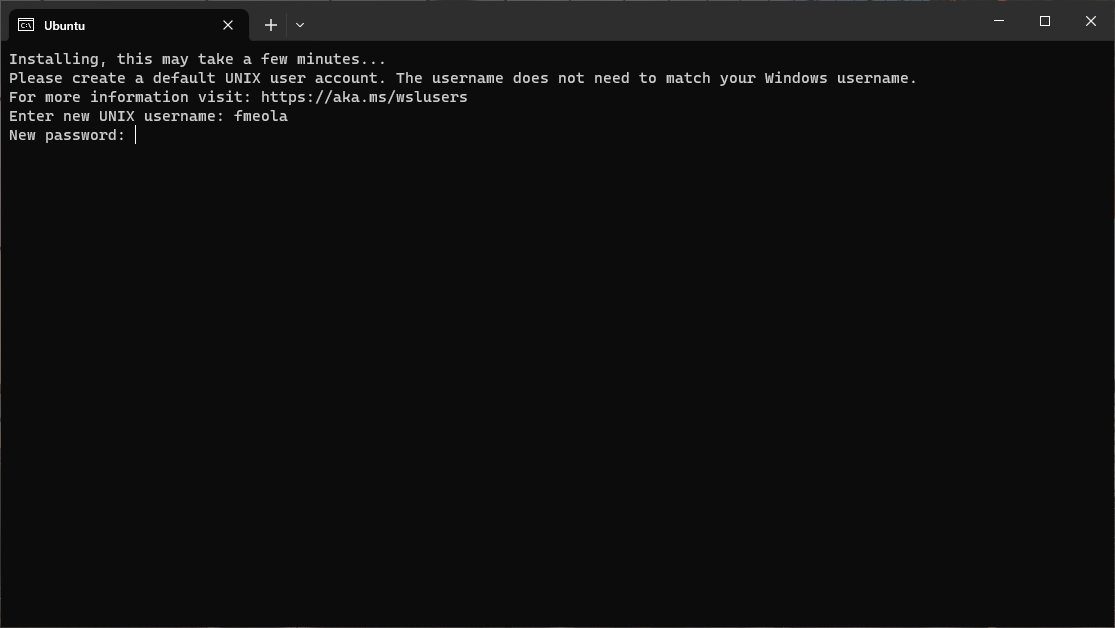 Ubuntu
Installing, this may take a few minutes...
Please create a default UNIX user account. The username does not need to match your Windows username.
For more information visit: https://aka.ms/wslusers
Enter new UNIX username: fmeola
New password: